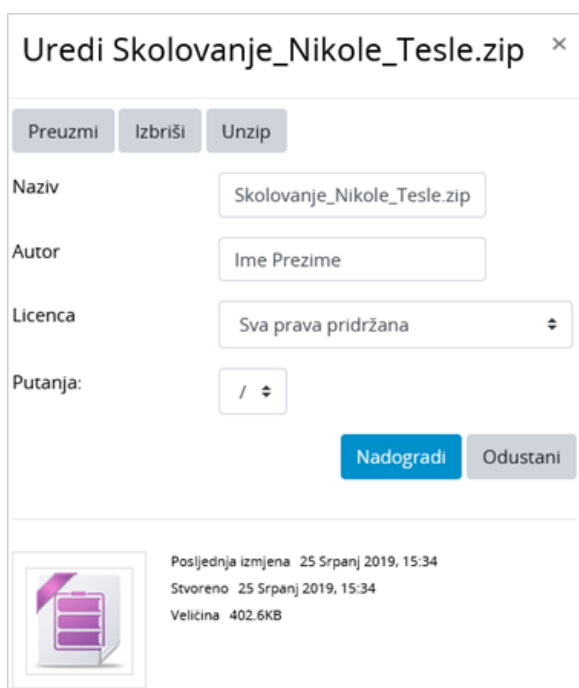 Uredi Skolovanje_Nikole_Tesle.zip ×
Preuzmi Izbriši Unzip
Naziv Skolovanje_Nikole_Tesle.zip
Autor Ime Prezime
Licenca Sva prava pridržana
Putanja: /
Nadogradi Odustani
Posljednja izmjena 25 Srpanj 2019, 15:34
Stvoreno 25 Srpanj 2019, 15:34
Veličina 402.6KB